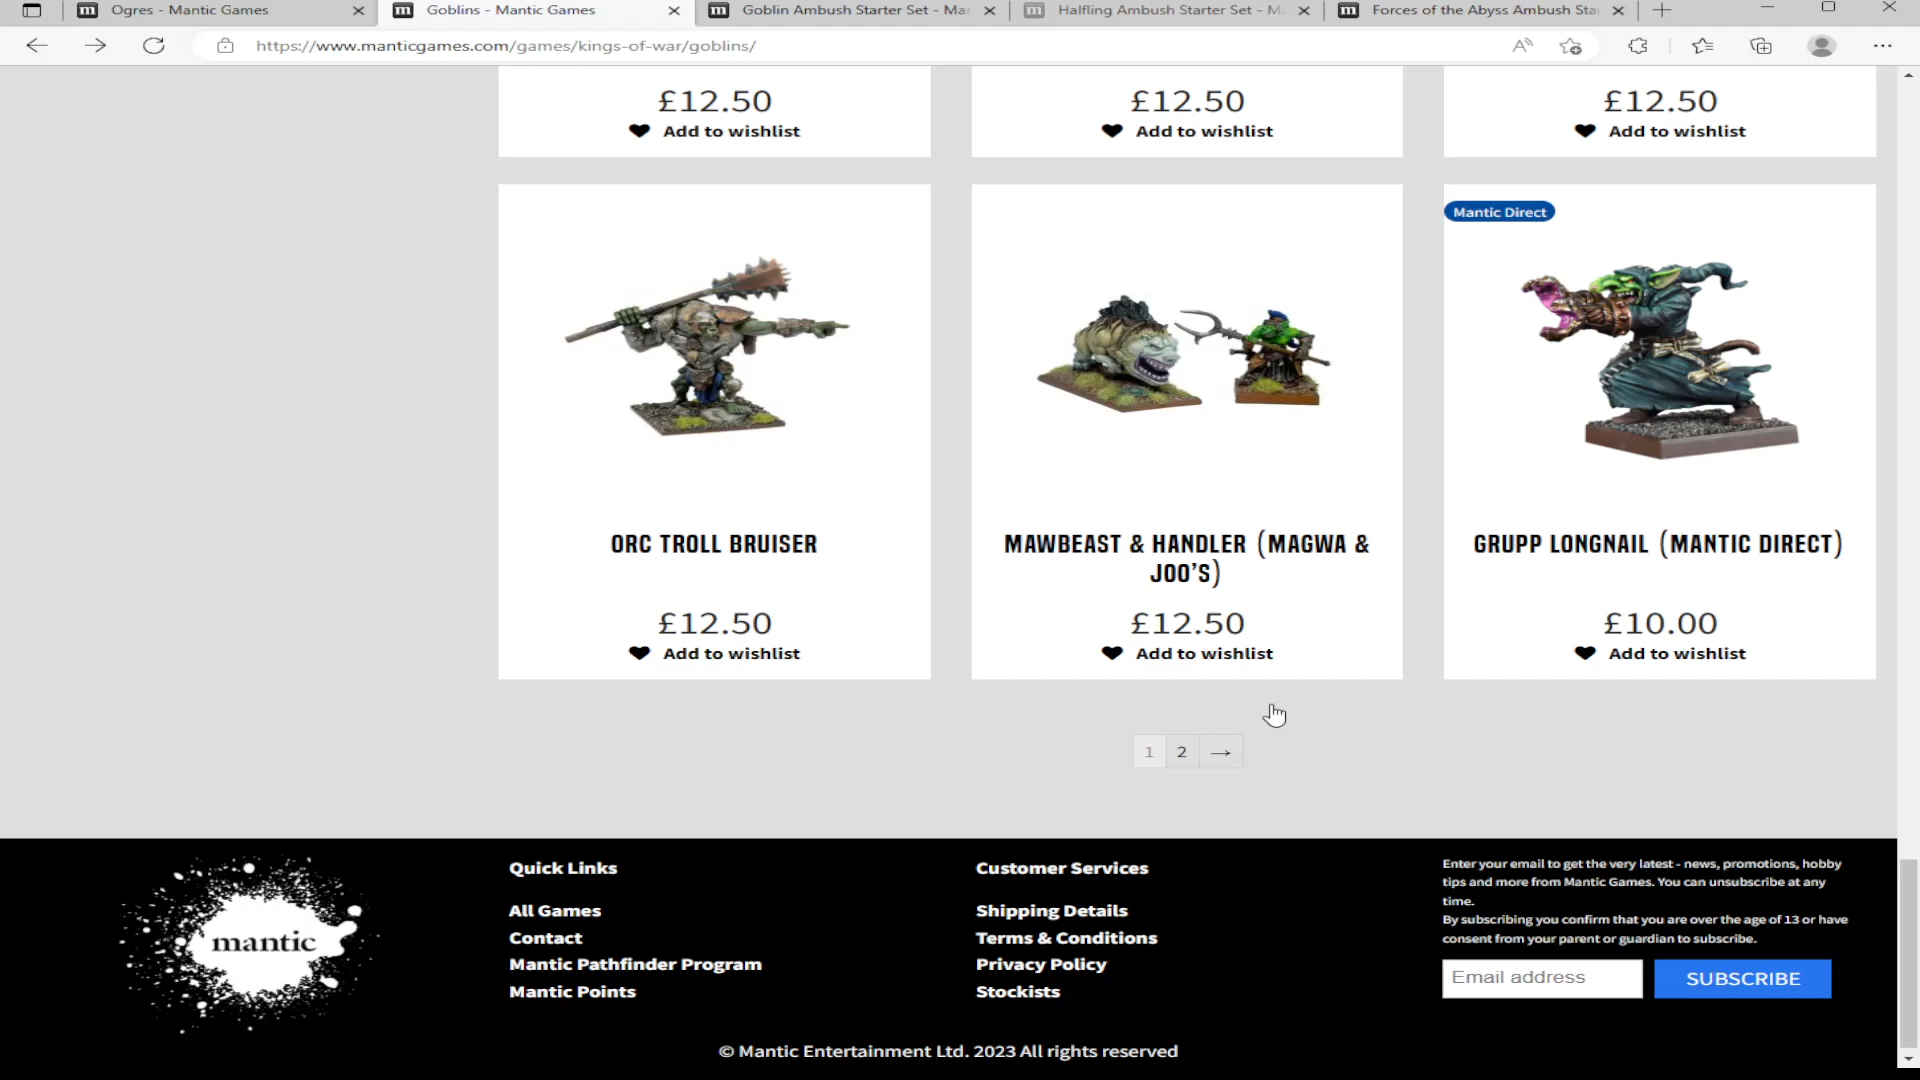 Ogres - Mantic Games
Goblins - Mantic Games
Goblin Ambush Starter Set - Ma
Halfling Ambush Starter Set - M
Forces of the Abyss Ambush Sta
https://www.manticgames.com/games/kings-of-war/goblins/
£12.50
Add to wishlist
£12.50
Add to wishlist
£12.50
Add to wishlist
ORC TROLL BRUISER
£12.50
Add to wishlist
MAWBEAST & HANDLER (MAGWA &
JOO’S)
£12.50
Add to wishlist
Mantic Direct
GRUPP LONGNAIL (MANTIC DIRECT)
£10.00
Add to wishlist
1 2 →
mantic
Quick Links
All Games
Contact
Mantic Pathfinder Program
Mantic Points
Customer Services
Shipping Details
Terms & Conditions
Privacy Policy
Stockists
Enter your email to get the very latest - news, promotions, hobby
tips and more from Mantic Games. You can unsubscribe at any
time.
By subscribing you confirm that you are over the age of 13 or have
consent from your parent or guardian to subscribe.
Email address
SUBSCRIBE
© Mantic Entertainment Ltd. 2023 All rights reserved